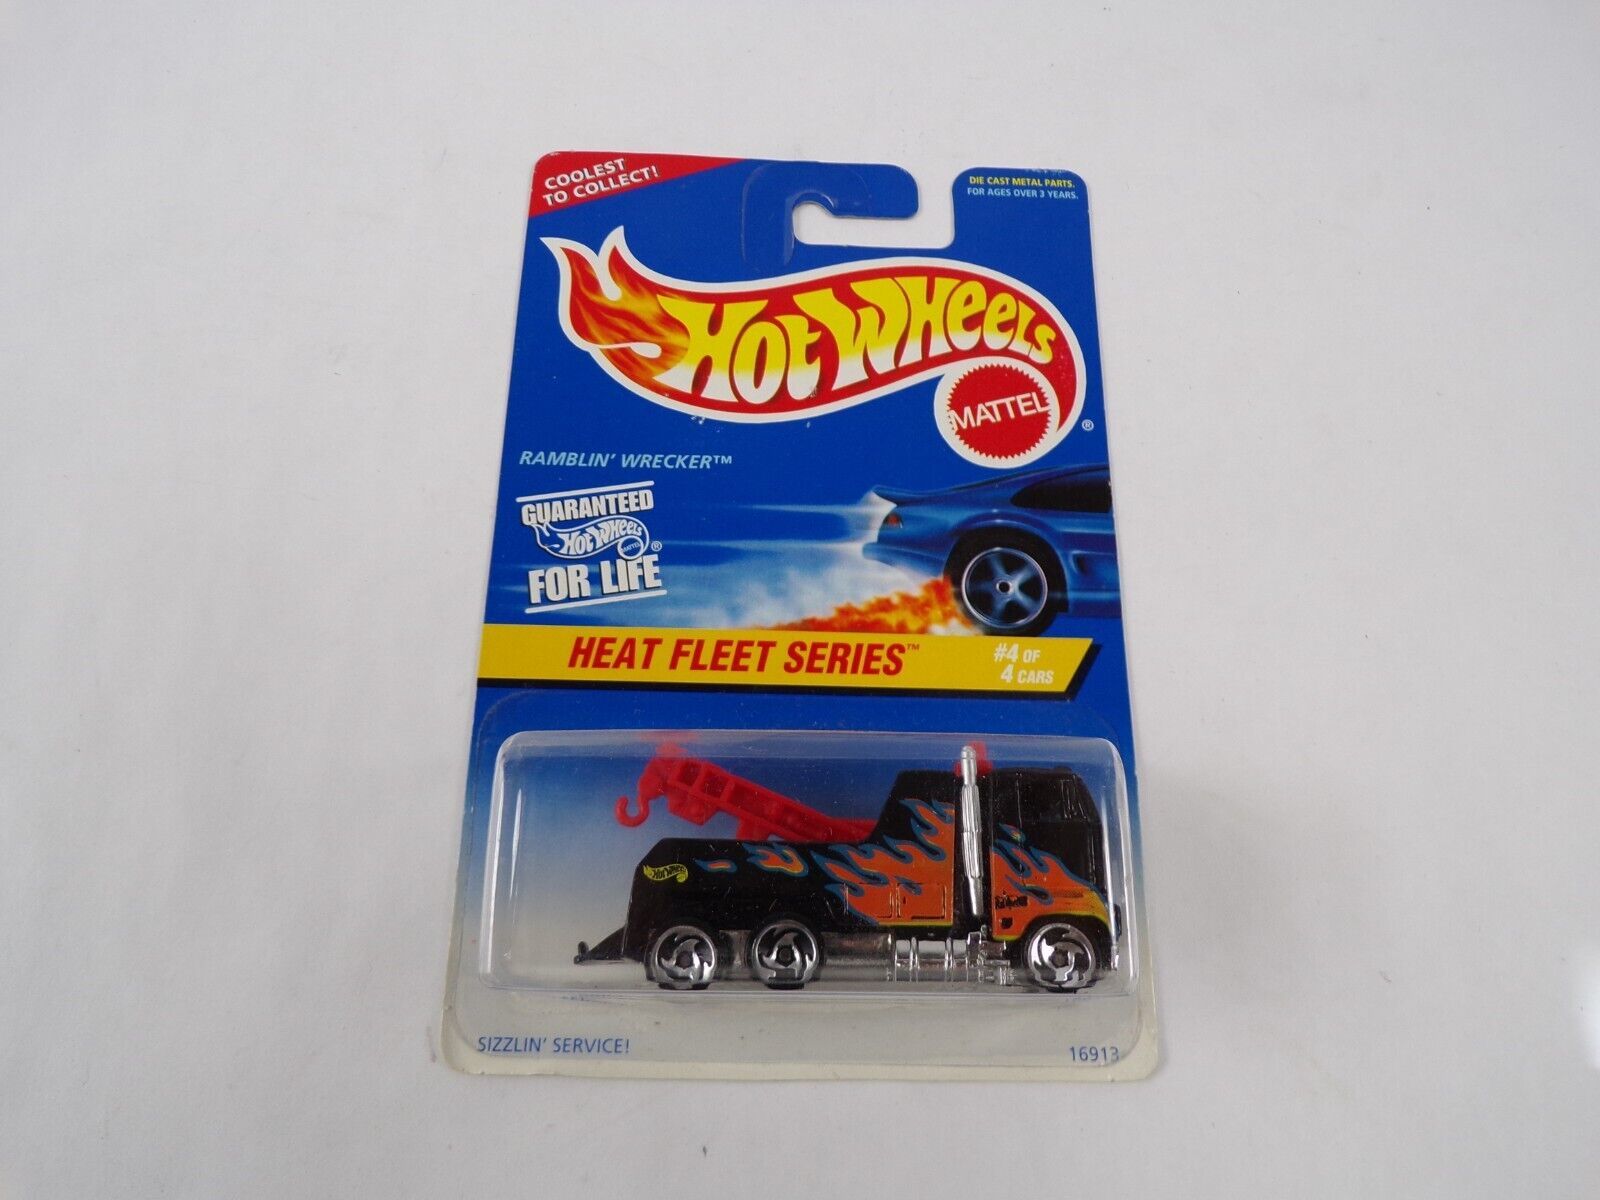 COOLEST
TO COLLECT!
DIE CAST METAL PARTS.
FOR AGES OVER 3 YEARS.
HOT WHEELS
MATTEL
®
RAMBLIN' WRECKER™
GUARANTEED
HOT WHEELS
MATTEL
®
FOR LIFE
HEAT FLEET SERIES™
#4 OF
4 CARS
HOT WHEELS
SIZZLIN' SERVICE!
16913